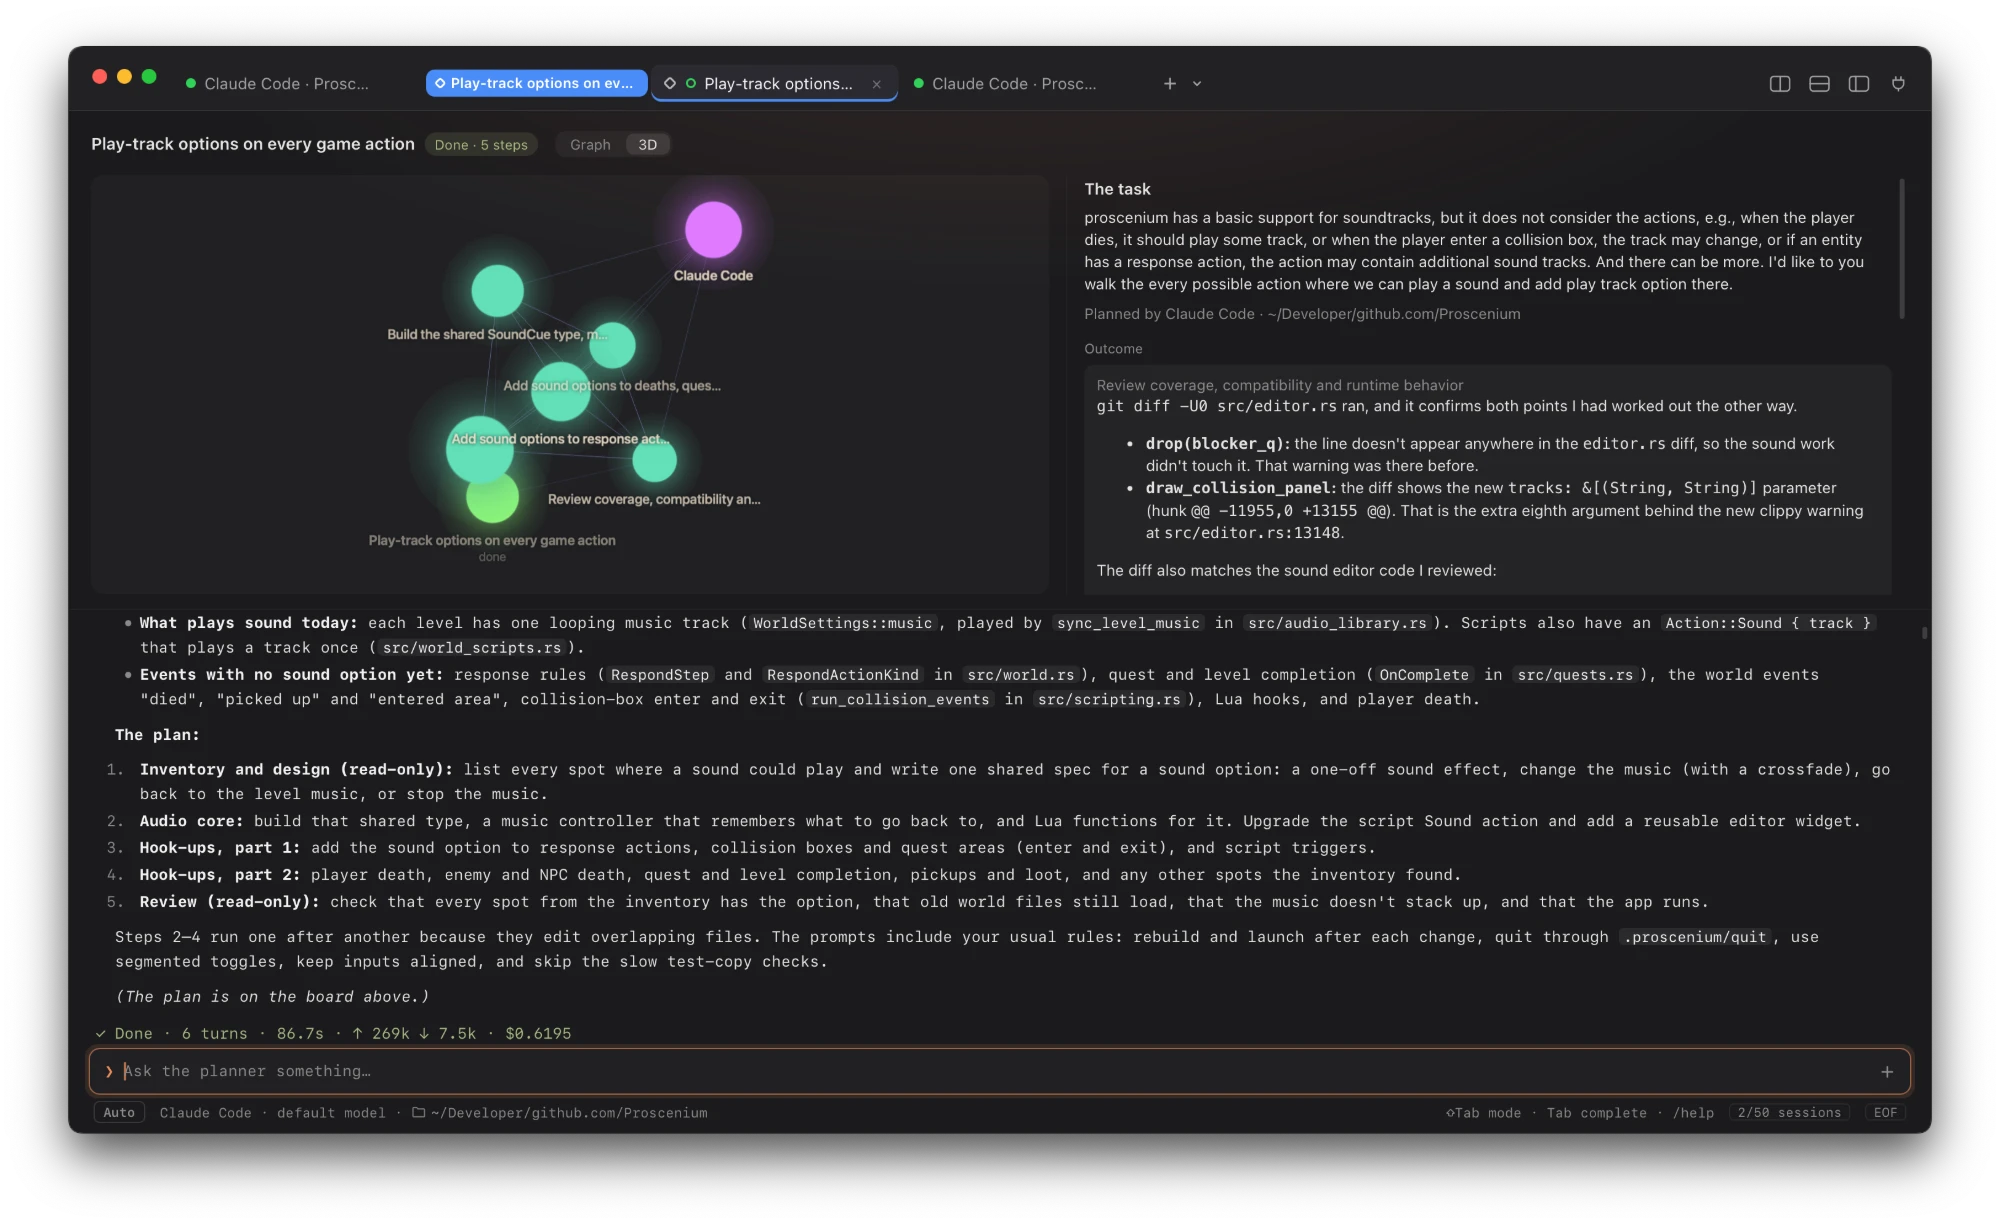 Claude Code · Prosc...
Play-track options on ev...
Play-track options...
Claude Code · Prosc...
Play-track options on every game action
Done · 5 steps
Graph
3D
Claude Code
Build the shared SoundCue type, m...
Add sound options to deaths, ques...
Add sound options to response act...
Review coverage, compatibility an...
Play-track options on every game action
done
The task
proscenium has a basic support for soundtracks, but it does not consider the actions, e.g., when the player
dies, it should play some track, or when the player enter a collision box, the track may change, or if an entity
has a response action, the action may contain additional sound tracks. And there can be more. I'd like to you
walk the every possible action where we can play a sound and add play track option there.
Planned by Claude Code · ~/Developer/github.com/Proscenium
Outcome
Review coverage, compatibility and runtime behavior
git diff -U0 src/editor.rs ran, and it confirms both points I had worked out the other way.
• drop(blocker_q): the line doesn't appear anywhere in the editor.rs diff, so the sound work
didn't touch it. That warning was there before.
• draw_collision_panel: the diff shows the new tracks: &[(String, String)] parameter
(hunk @@ -11955,0 +13155 @@). That is the extra eighth argument behind the new clippy warning
at src/editor.rs:13148.
The diff also matches the sound editor code I reviewed:
• What plays sound today: each level has one looping music track (WorldSettings::music, played by sync_level_music in src/audio_library.rs). Scripts also have an Action::Sound { track }
that plays a track once (src/world_scripts.rs).
• Events with no sound option yet: response rules (RespondStep and RespondActionKind in src/world.rs), quest and level completion (OnComplete in src/quests.rs), the world events
"died", "picked up" and "entered area", collision-box enter and exit (run_collision_events in src/scripting.rs), Lua hooks, and player death.
The plan:
1. Inventory and design (read-only): list every spot where a sound could play and write one shared spec for a sound option: a one-off sound effect, change the music (with a crossfade), go
back to the level music, or stop the music.
2. Audio core: build that shared type, a music controller that remembers what to go back to, and Lua functions for it. Upgrade the script Sound action and add a reusable editor widget.
3. Hook-ups, part 1: add the sound option to response actions, collision boxes and quest areas (enter and exit), and script triggers.
4. Hook-ups, part 2: player death, enemy and NPC death, quest and level completion, pickups and loot, and any other spots the inventory found.
5. Review (read-only): check that every spot from the inventory has the option, that old world files still load, that the music doesn't stack up, and that the app runs.
Steps 2–4 run one after another because they edit overlapping files. The prompts include your usual rules: rebuild and launch after each change, quit through .proscenium/quit, use
segmented toggles, keep inputs aligned, and skip the slow test-copy checks.
(The plan is on the board above.)
✓ Done · 6 turns · 86.7s · ↑ 269k ↓ 7.5k · $0.6195
❯ Ask the planner something…
Auto Claude Code · default model · ~/Developer/github.com/Proscenium
⇧Tab mode · Tab complete · /help 2/50 sessions EOF